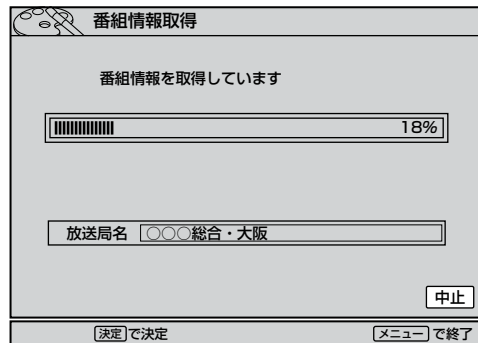 番組情報取得
番組情報を取得しています
18%
放送局名 ○○○総合・大阪
中止
決定で決定 メニューで終了